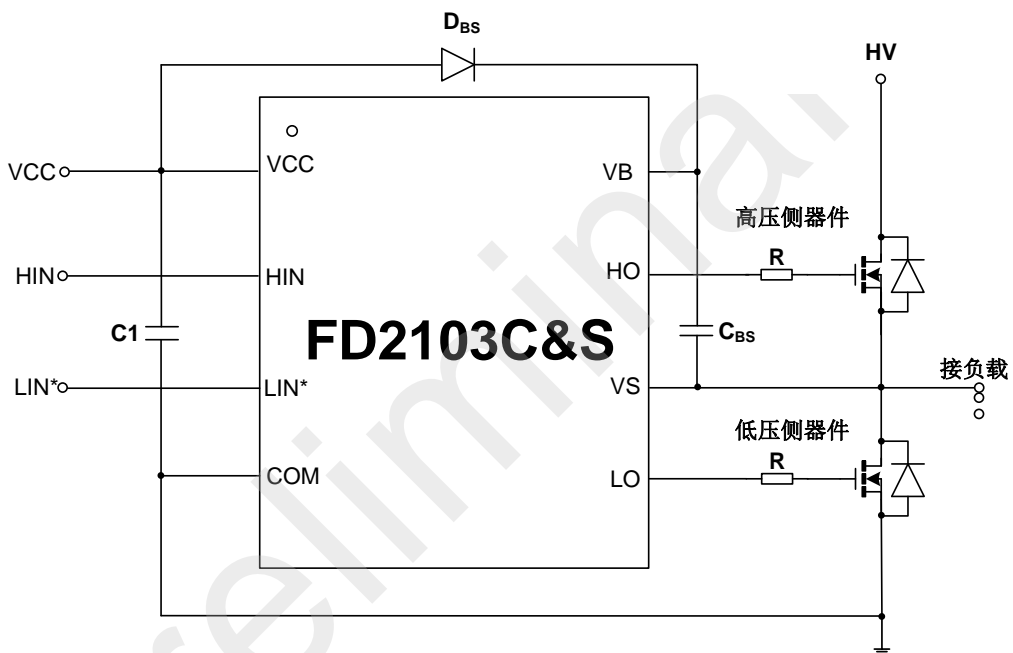 DBS
HV
VCC
VCC
VB
高压侧器件
HIN
HIN
HO
R
C1
FD2103C&S
CBS
LIN*
LIN*
VS
接负载
低压侧器件
COM
LO
R